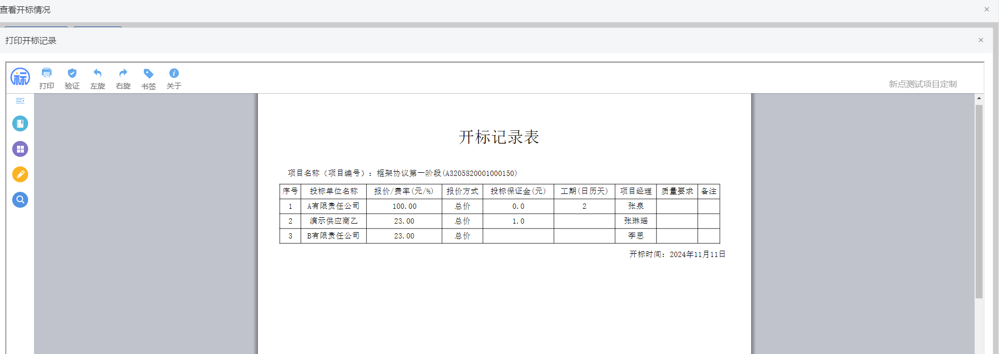 查看开标情况
打印开标记录
标
打印 验证 左旋 右旋 书签 关于
新点测试项目定制
开标记录表
项目名称（项目编号）：框架协议第一阶段(A3205820001000150)
序号 投标单位名称 报价/费率(元/%) 报价方式 投标保证金(元) 工期(日历天) 项目经理 质量要求 备注
1 A有限责任公司 100.00 总价 0.0 2 张泉
2 演示供应商乙 23.00 总价 1.0 张琳瑶
3 B有限责任公司 23.00 总价 李思
开标时间：2024年11月11日